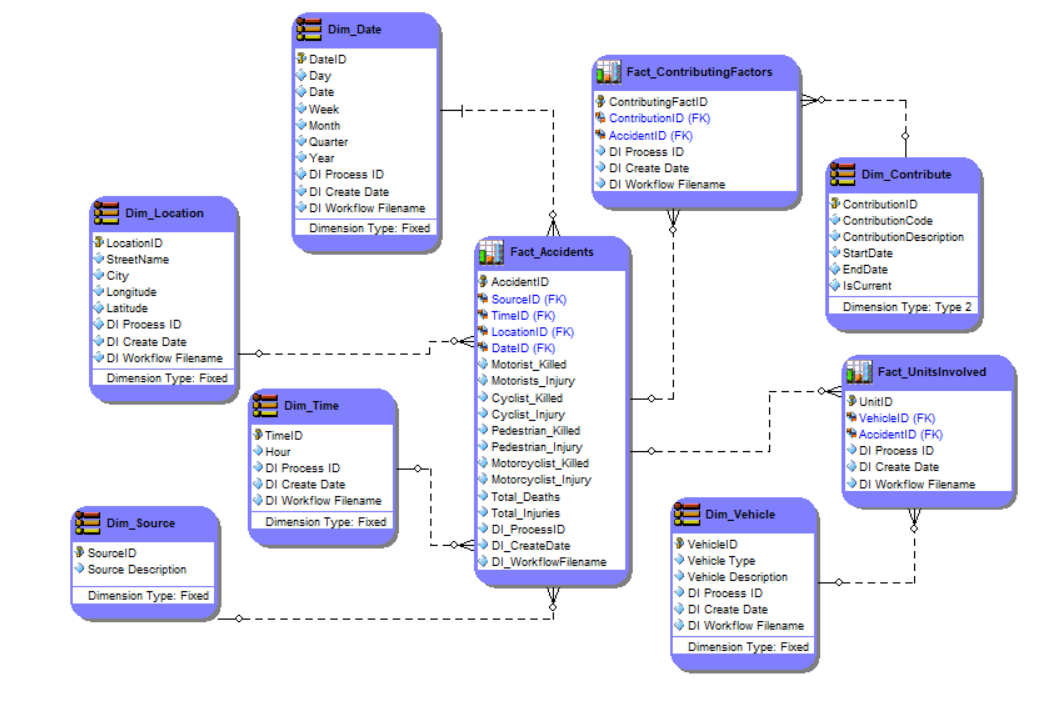 Dim_Date
DateID
Day
Date
Week
Month
Quarter
Year
DI Process ID
DI Create Date
DI Workflow Filename
Dimension Type: Fixed
Fact_ContributingFactors
ContributingFactID
ContributionID (FK)
AccidentID (FK)
DI Process ID
DI Create Date
DI Workflow Filename
Dim_Contribute
ContributionID
ContributionCode
ContributionDescription
StartDate
EndDate
IsCurrent
Dimension Type: Type 2
Dim_Location
LocationID
StreetName
City
Longitude
Latitude
DI Process ID
DI Create Date
DI Workflow Filename
Dimension Type: Fixed
Fact_Accidents
AccidentID
SourceID (FK)
TimeID (FK)
LocationID (FK)
DateID (FK)
Motorist_Killed
Motorists_Injury
Cyclist_Killed
Cyclist_Injury
Pedestrian_Killed
Pedestrian_Injury
Motorcyclist_Killed
Motorcyclist_Injury
Total_Deaths
Total_Injuries
DI_ProcessID
DI_CreateDate
DI_WorkflowFilename
Fact_UnitsInvolved
UnitID
VehicleID (FK)
AccidentID (FK)
DI Process ID
DI Create Date
DI Workflow Filename
Dim_Time
TimeID
Hour
DI Process ID
DI Create Date
DI Workflow Filename
Dimension Type: Fixed
Dim_Source
SourceID
Source Description
Dimension Type: Fixed
Dim_Vehicle
VehicleID
Vehicle Type
Vehicle Description
DI Process ID
DI Create Date
DI Workflow Filename
Dimension Type: Fixed